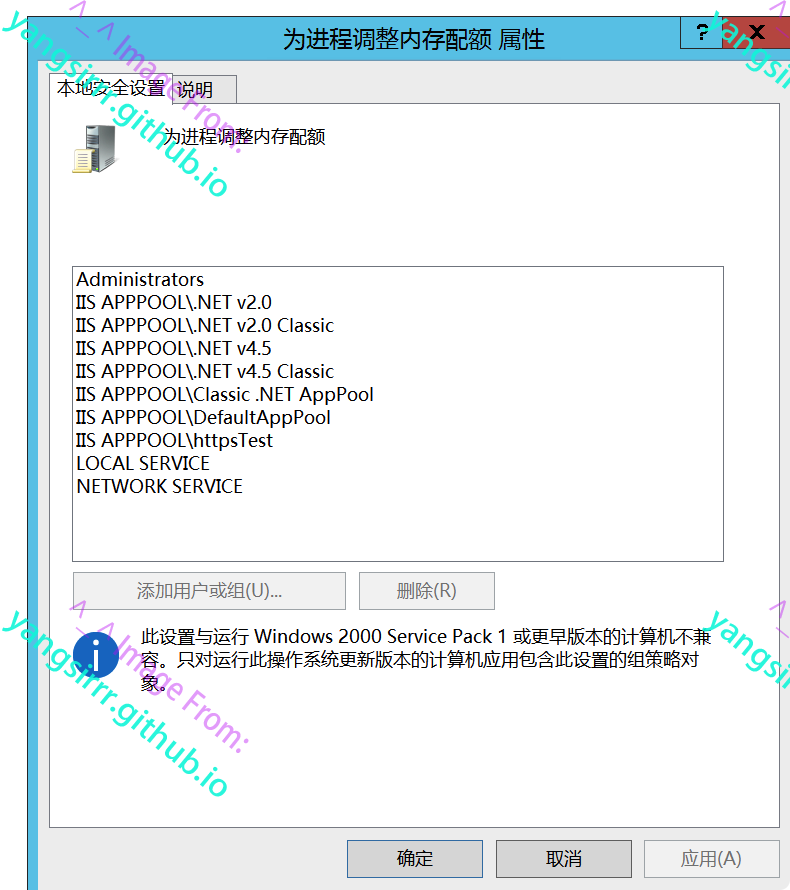 为进程调整内存配额 属性
?
X
本地安全设置
说明
为进程调整内存配额
Administrators
IIS APPPOOL\.NET v2.0
IIS APPPOOL\.NET v2.0 Classic
IIS APPPOOL\.NET v4.5
IIS APPPOOL\.NET v4.5 Classic
IIS APPPOOL\Classic .NET AppPool
IIS APPPOOL\DefaultAppPool
IIS APPPOOL\httpsTest
LOCAL SERVICE
NETWORK SERVICE
添加用户或组(U)...
删除(R)
此设置与运行 Windows 2000 Service Pack 1 或更早版本的计算机不兼
容。只对运行此操作系统更新版本的计算机应用包含此设置的组策略对
象。
确定
取消
应用(A)
^_^ Image From:
yangsirrr.github.io
^_^ Image From:
yangsirrr.github.io
yangsi
yangsi